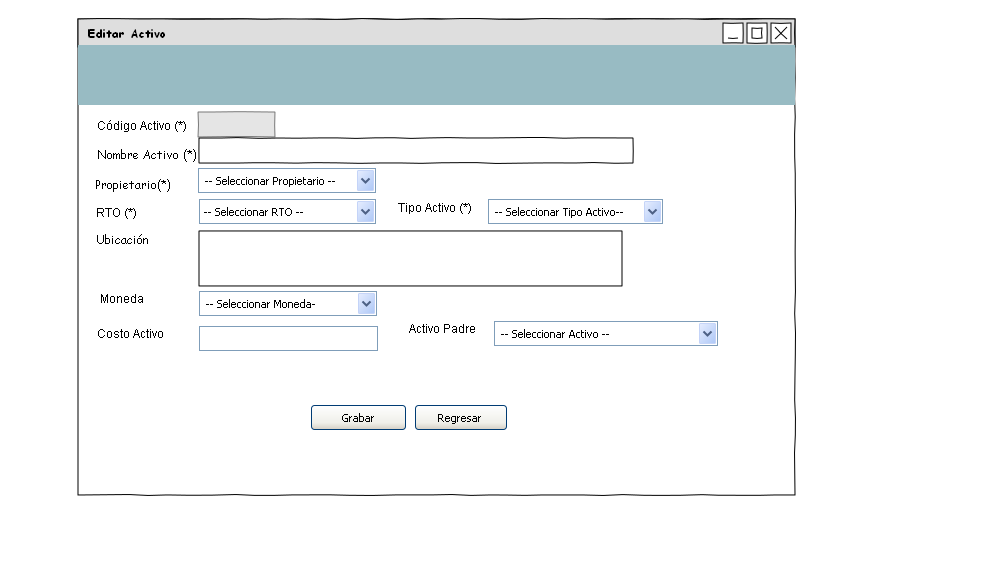 Editar Activo
Código Activo (*)
Nombre Activo (*)
Propietario(*) -- Seleccionar Propietario --
RTO (*) -- Seleccionar RTO -- Tipo Activo (*) -- Seleccionar Tipo Activo--
Ubicación
Moneda -- Seleccionar Moneda-
Costo Activo Activo Padre -- Seleccionar Activo --
Grabar Regresar